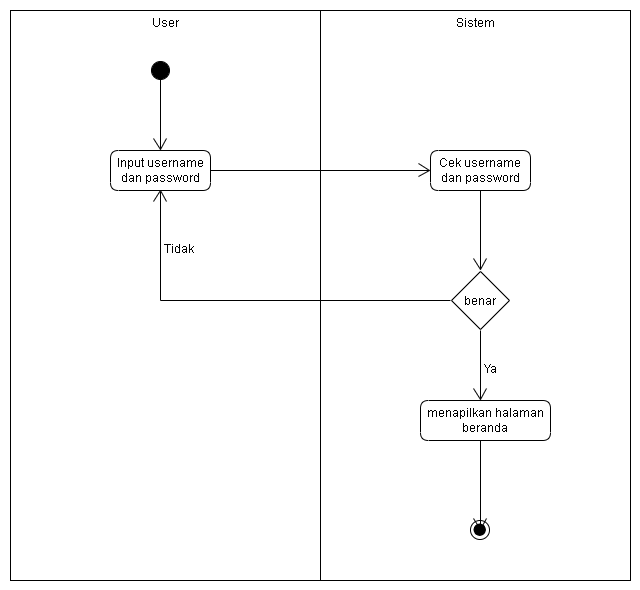 User
Sistem
Input username
dan password
Cek username
dan password
Tidak
benar
Ya
menapilkan halaman
beranda